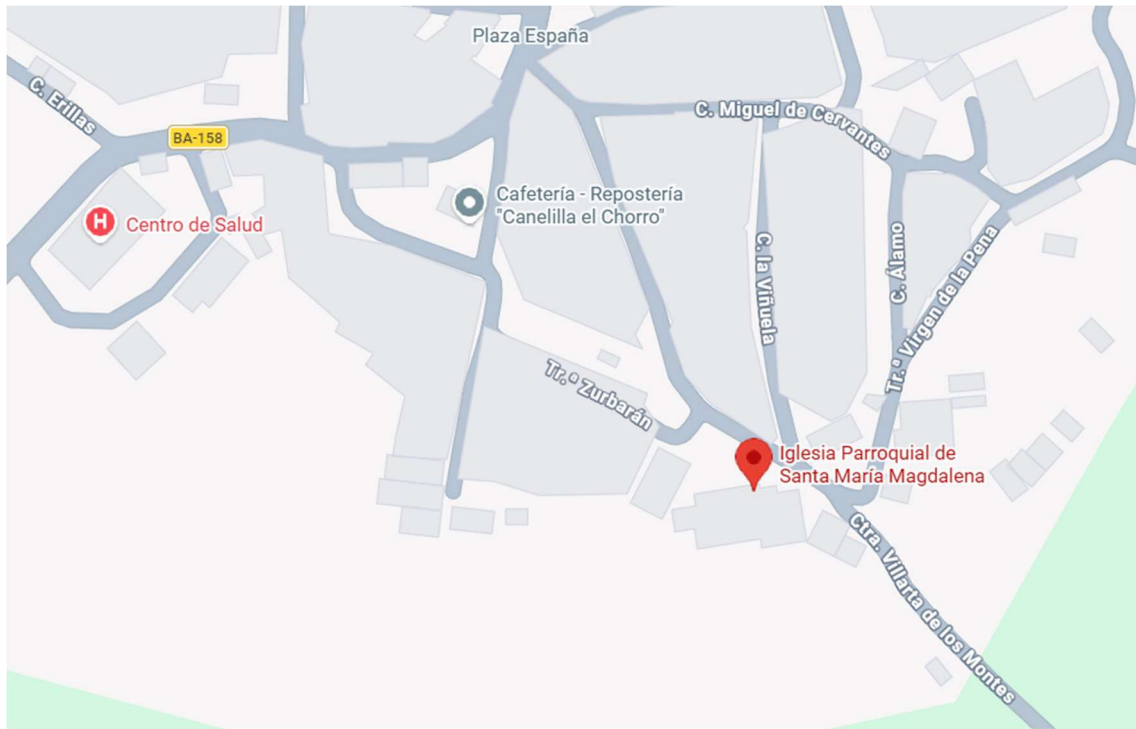 Plaza España
C. Erillas
BA-158
C. Miguel de Cervantes
Centro de Salud
Cafetería - Repostería
"Canelilla el Chorro"
C. la Viñuela
C. Álamo
Tr.ª Virgen de la Pena
Tr.ª Zurbarán
Iglesia Parroquial de
Santa María Magdalena
Ctra. Villarta de los Montes
H